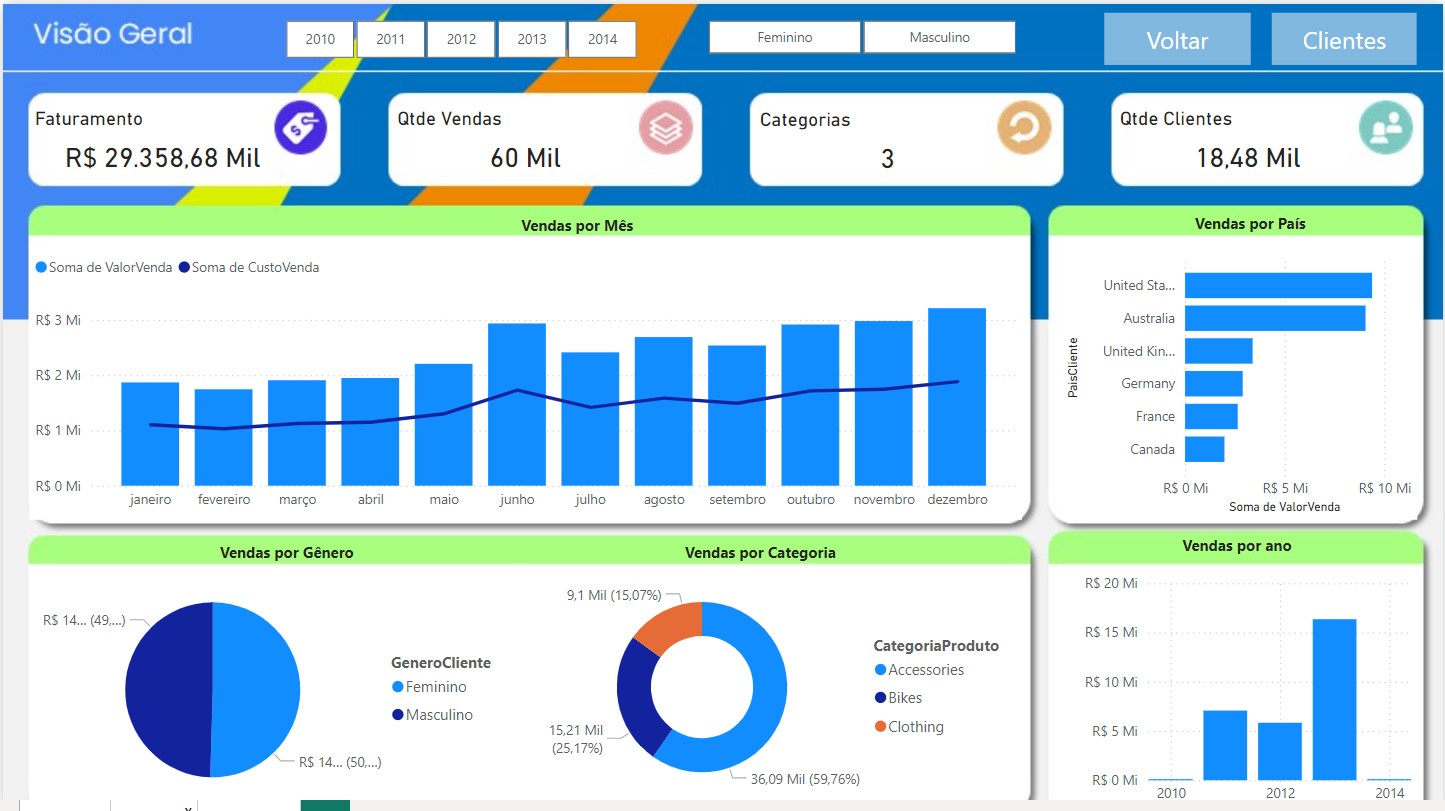 Visão Geral
2010 2011 2012 2013 2014
Feminino Masculino
Voltar Clientes
Faturamento
R$ 29.358,68 Mil
Qtde Vendas
60 Mil
Categorias
3
Qtde Clientes
18,48 Mil
Vendas por Mês
Soma de ValorVenda Soma de CustoVenda
R$ 3 Mi
R$ 2 Mi
R$ 1 Mi
R$ 0 Mi
janeiro fevereiro março abril maio junho julho agosto setembro outubro novembro dezembro
Vendas por País
PaisCliente
United Sta...
Australia
United Kin...
Germany
France
Canada
R$ 0 Mi R$ 5 Mi R$ 10 Mi
Soma de ValorVenda
Vendas por Gênero
R$ 14... (49,...)
R$ 14... (50,...)
GeneroCliente
Feminino
Masculino
Vendas por Categoria
9,1 Mil (15,07%)
15,21 Mil
(25,17%)
36,09 Mil (59,76%)
CategoriaProduto
Accessories
Bikes
Clothing
Vendas por ano
R$ 20 Mi
R$ 15 Mi
R$ 10 Mi
R$ 5 Mi
R$ 0 Mi
2010 2012 2014